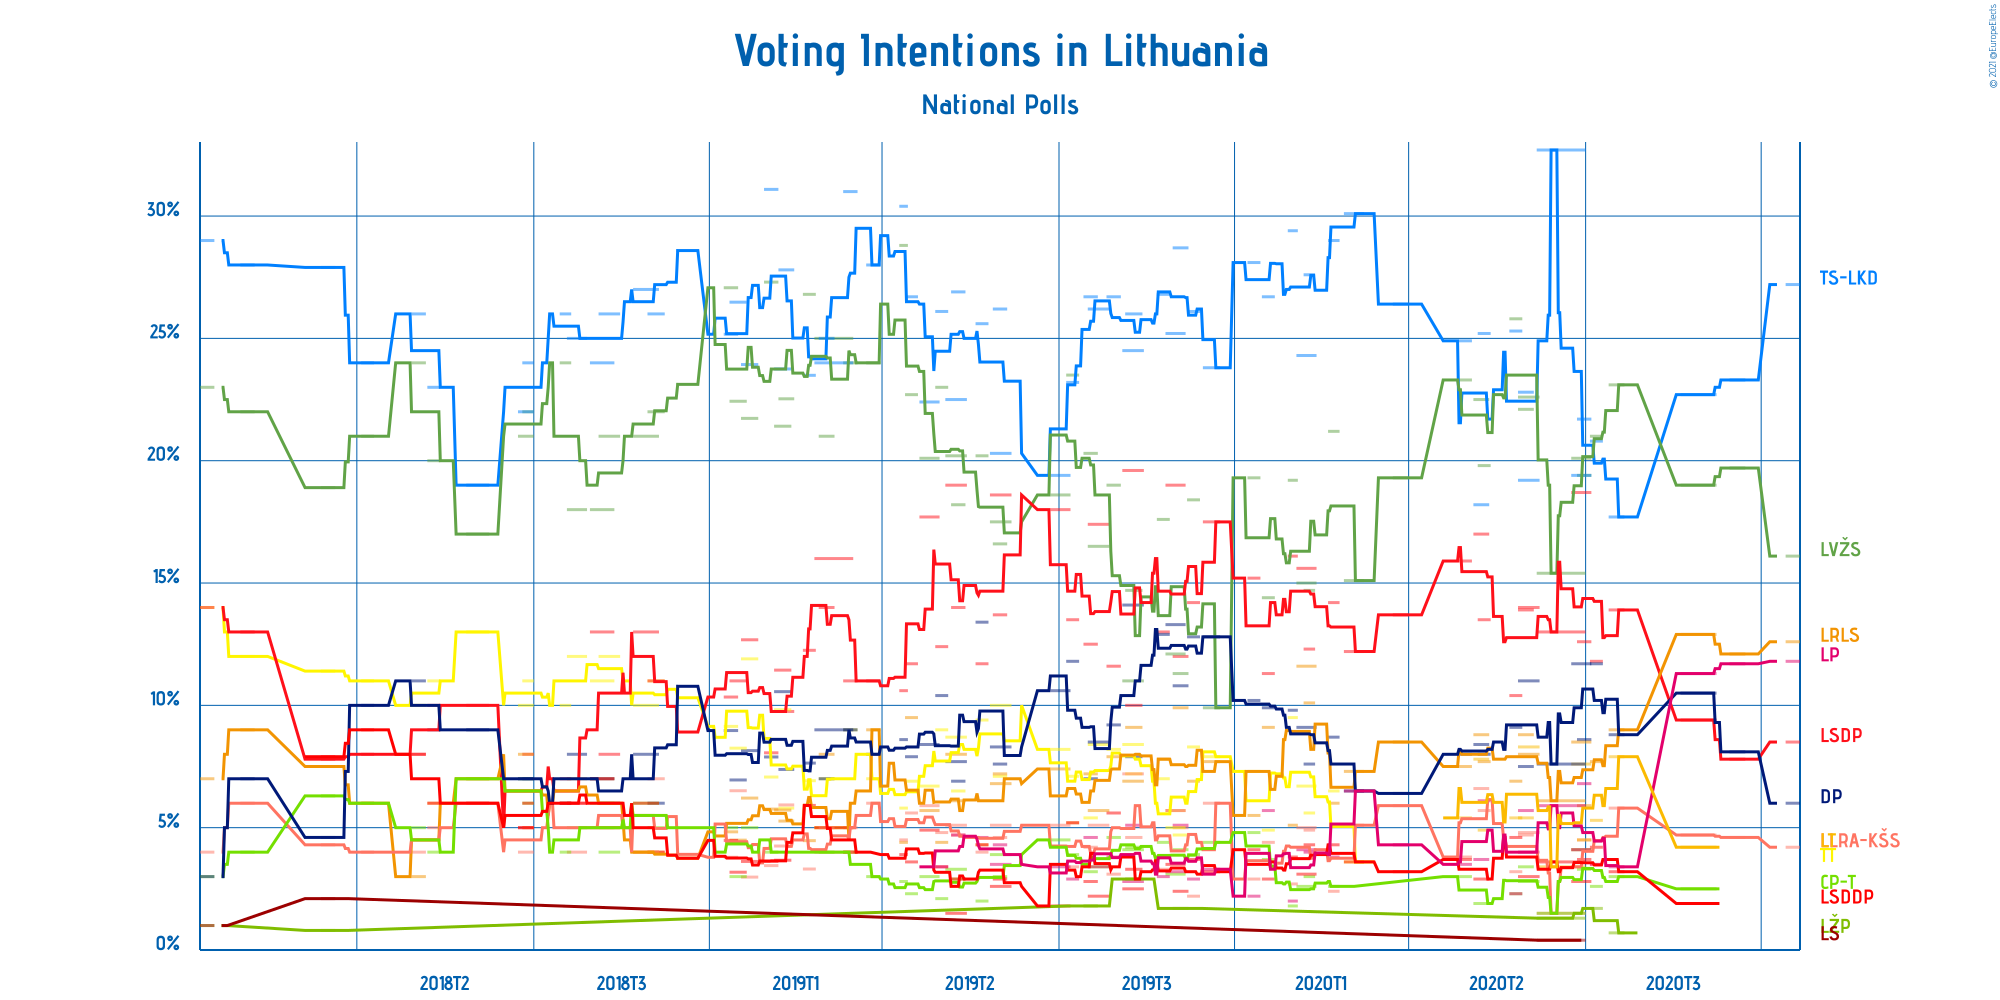 © 2021 @EuropeElects
Voting Intentions in Lithuania
National Polls
30%
25%
20%
15%
10%
5%
0%
TS-LKD
LVŽS
LRLS
LP
LSDP
DP
LLRA-KŠS
TT
CP-T
LSDDP
LŽP
LS
2018T2
2018T3
2019T1
2019T2
2019T3
2020T1
2020T2
2020T3